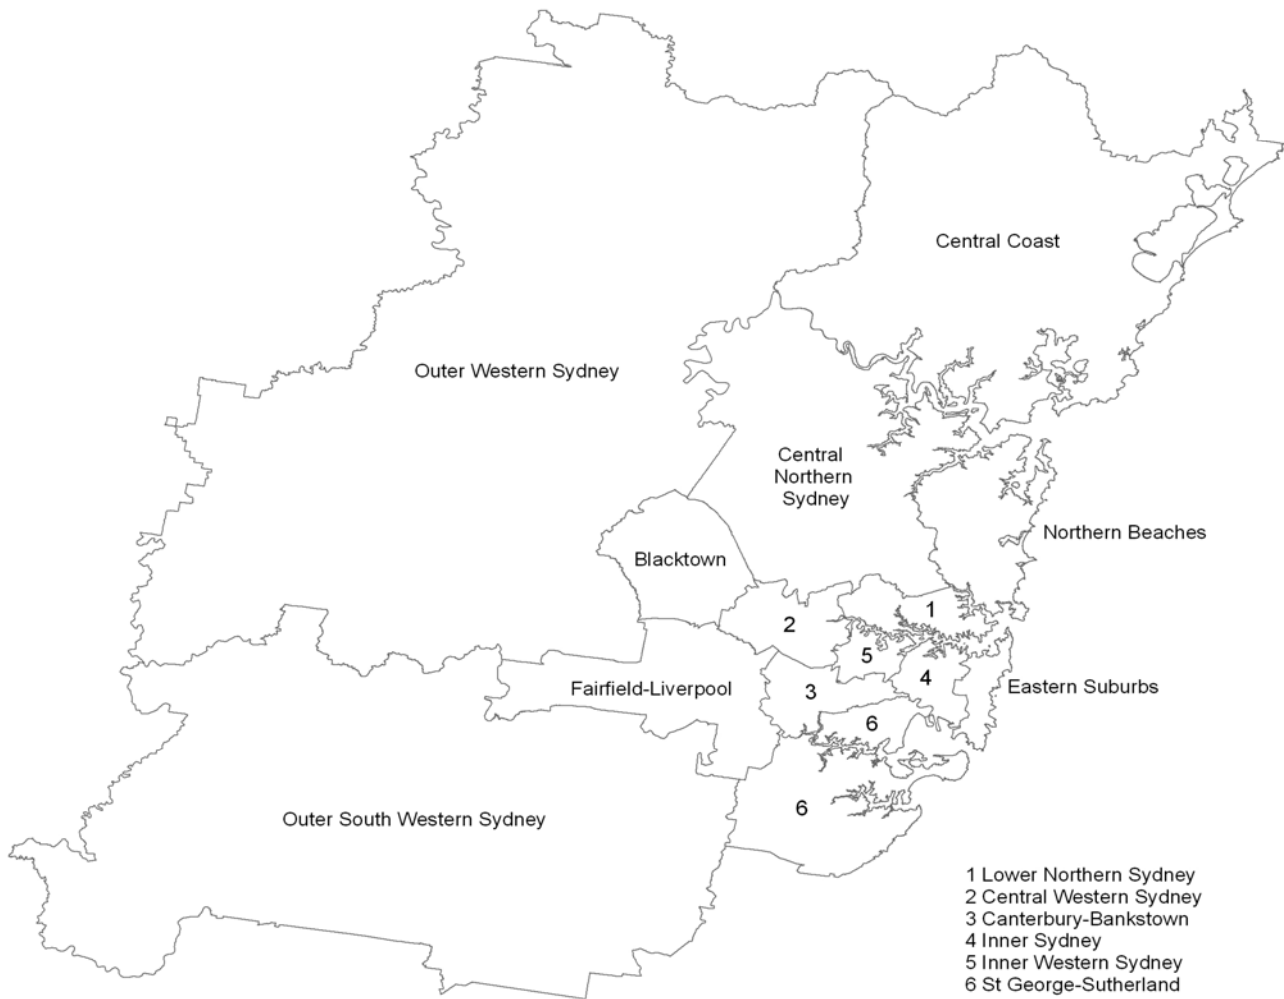 Central Coast
Outer Western Sydney
Central
Northern
Sydney
Northern Beaches
Blacktown
1
2
5
4
Fairfield-Liverpool
3
Eastern Suburbs
6
6
Outer South Western Sydney
1 Lower Northern Sydney
2 Central Western Sydney
3 Canterbury-Bankstown
4 Inner Sydney
5 Inner Western Sydney
6 St George-Sutherland